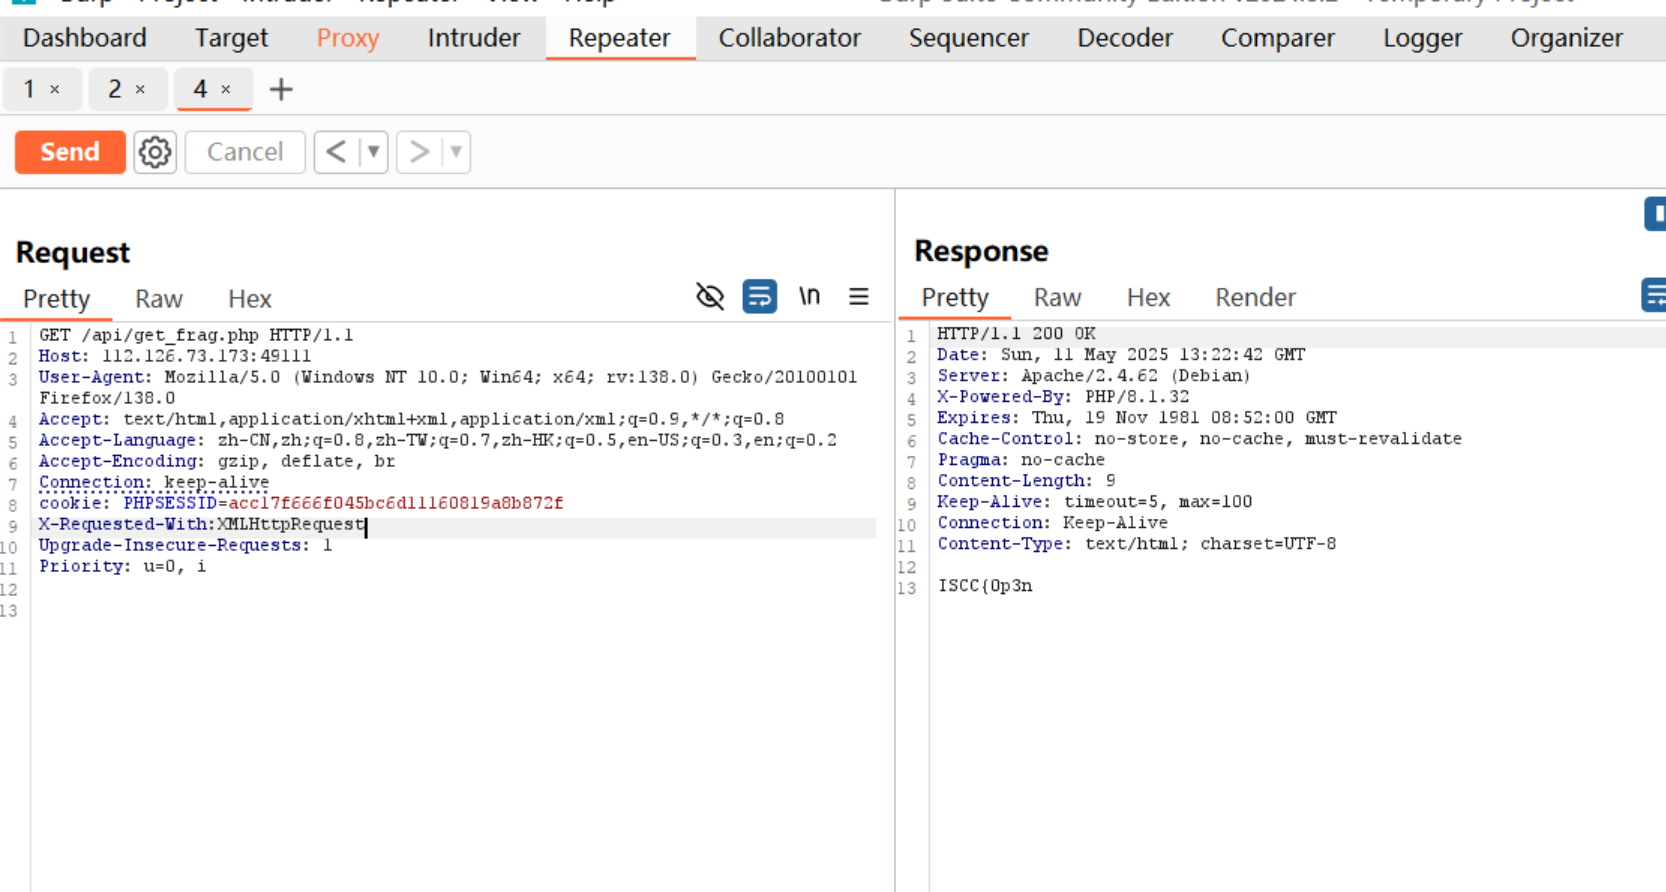 Burp Project Intruder Repeater View Help
Dashboard Target Proxy Intruder Repeater Collaborator Sequencer Decoder Comparer Logger Organizer
1 × 2 × 4 × +
Send Cancel < ▼ > ▼
Request
Pretty Raw Hex \n
1 GET /api/get_frag.php HTTP/1.1
2 Host: 112.126.73.173:49111
3 User-Agent: Mozilla/5.0 (Windows NT 10.0; Win64; x64; rv:138.0) Gecko/20100101
Firefox/138.0
4 Accept: text/html,application/xhtml+xml,application/xml;q=0.9,*/*;q=0.8
5 Accept-Language: zh-CN,zh;q=0.8,zh-TW;q=0.7,zh-HK;q=0.5,en-US;q=0.3,en;q=0.2
6 Accept-Encoding: gzip, deflate, br
7 Connection: keep-alive
8 cookie: PHPSESSID=acc17f666f045bc6d11160819a8b872f
9 X-Requested-With:XMLHttpRequest
10 Upgrade-Insecure-Requests: 1
11 Priority: u=0, i
12
13
Response
Pretty Raw Hex Render
1 HTTP/1.1 200 OK
2 Date: Sun, 11 May 2025 13:22:42 GMT
3 Server: Apache/2.4.62 (Debian)
4 X-Powered-By: PHP/8.1.32
5 Expires: Thu, 19 Nov 1981 08:52:00 GMT
6 Cache-Control: no-store, no-cache, must-revalidate
7 Pragma: no-cache
8 Content-Length: 9
9 Keep-Alive: timeout=5, max=100
10 Connection: Keep-Alive
11 Content-Type: text/html; charset=UTF-8
12
13 ISCC{0p3n